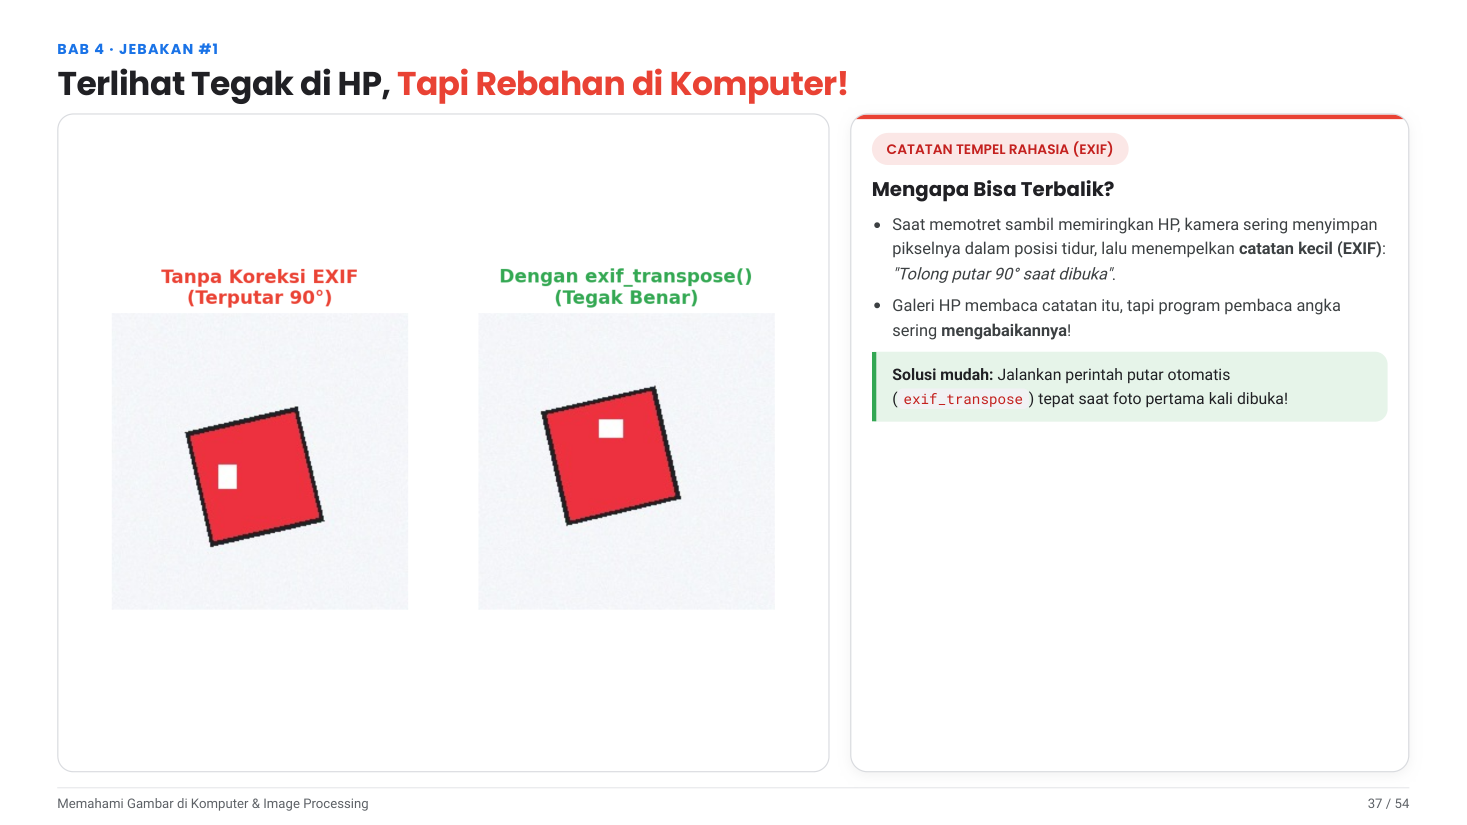 BAB 4 · JEBAKAN #1
Terlihat Tegak di HP, Tapi Rebahan di Komputer!
Tanpa Koreksi EXIF
(Terputar 90°)
Dengan exif_transpose()
(Tegak Benar)
CATATAN TEMPEL RAHASIA (EXIF)
Mengapa Bisa Terbalik?
• Saat memotret sambil memiringkan HP, kamera sering menyimpan
pikselnya dalam posisi tidur, lalu menempelkan catatan kecil (EXIF):
"Tolong putar 90° saat dibuka".
• Galeri HP membaca catatan itu, tapi program pembaca angka
sering mengabaikannya!
Solusi mudah: Jalankan perintah putar otomatis
( exif_transpose ) tepat saat foto pertama kali dibuka!
Memahami Gambar di Komputer & Image Processing
37 / 54